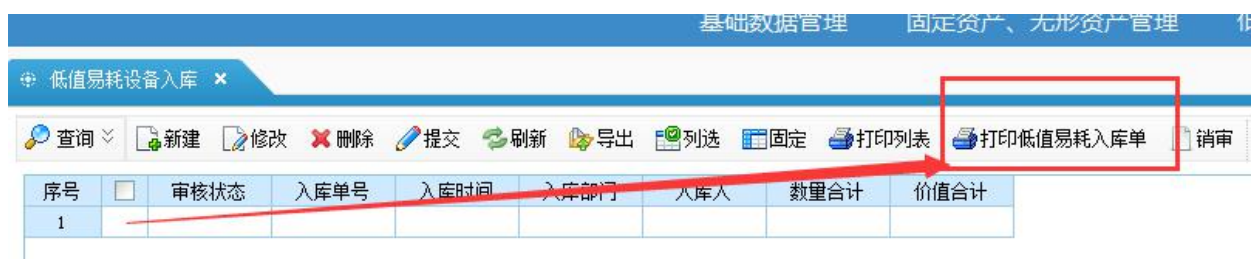 基础数据管理 固定资产、无形资产管理
低值易耗设备入库
查询 新建 修改 删除 提交 刷新 导出 列选 固定 打印列表 打印低值易耗入库单 销审
序号 审核状态 入库单号 入库时间 入库部门 入库人 数量合计 价值合计
1